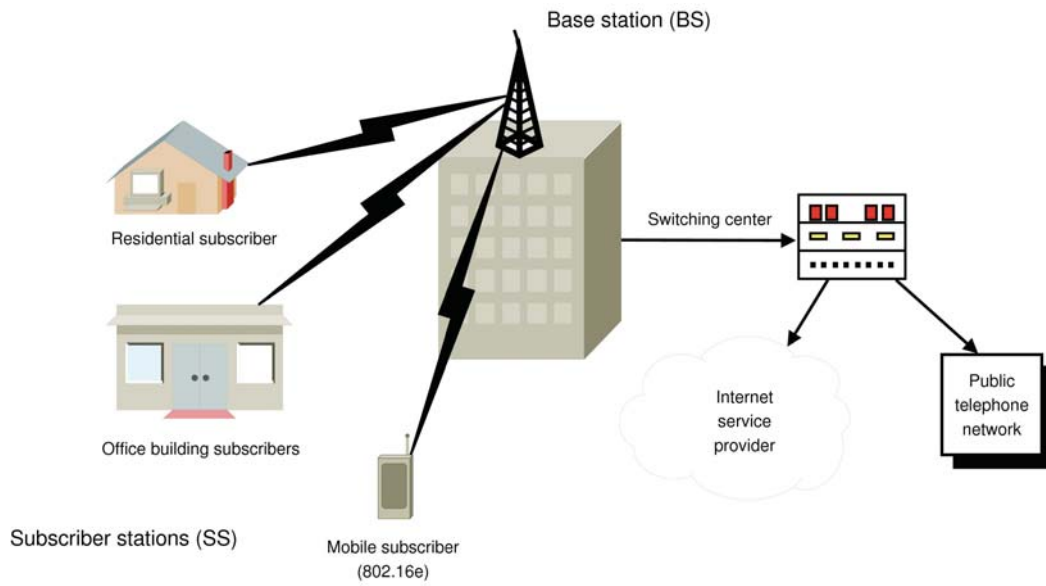 Base station (BS)
Residential subscriber
Switching center
Office building subscribers
Internet
service
provider
Public
telephone
network
Subscriber stations (SS)
Mobile subscriber
(802.16e)